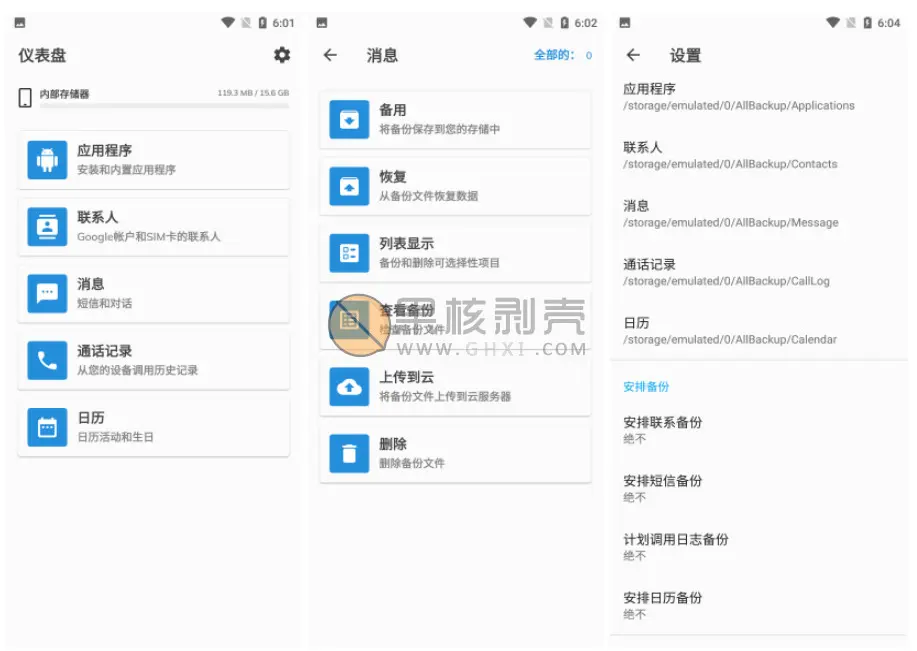 6:01
仪表盘
内部存储器
119.3 MB / 15.6 GB
应用程序
安装和内置应用程序
联系人
Google帐户和SIM卡的联系人
消息
短信和对话
通话记录
从您的设备调用历史记录
日历
日历活动和生日
6:02
消息
全部的: 0
备用
将备份保存到您的存储中
恢复
从备份文件恢复数据
列表显示
备份和删除可选择性项目
查看备份
检查备份文件
黑核剥壳
WWW.GHXI.COM
上传到云
将备份文件上传到云服务器
删除
删除备份文件
6:04
设置
应用程序
/storage/emulated/0/AllBackup/Applications
联系人
/storage/emulated/0/AllBackup/Contacts
消息
/storage/emulated/0/AllBackup/Message
通话记录
/storage/emulated/0/AllBackup/CallLog
日历
/storage/emulated/0/AllBackup/Calendar
安排备份
安排联系备份
绝不
安排短信备份
绝不
计划调用日志备份
绝不
安排日历备份
绝不